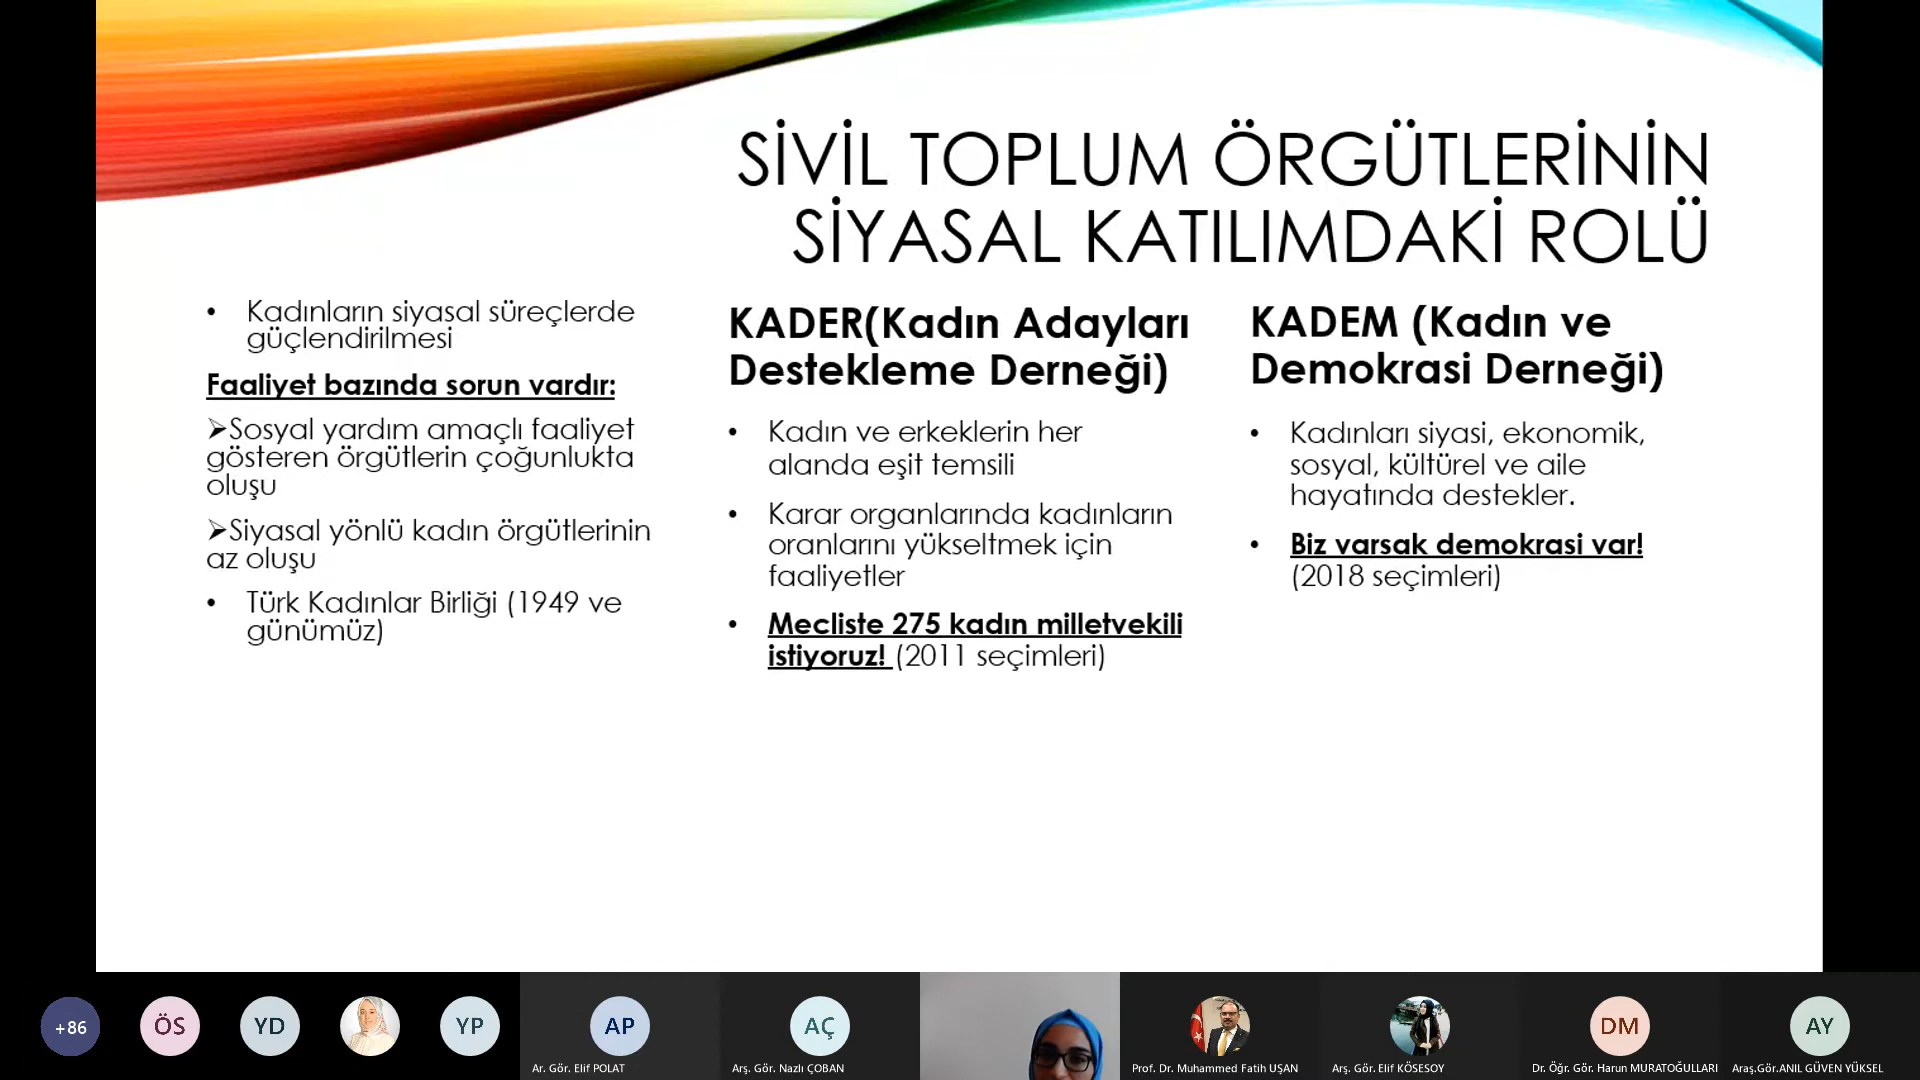 SİVİL TOPLUM ÖRGÜTLERİNİN
SİYASAL KATILIMDAKİ ROLÜ
• Kadınların siyasal süreçlerde
güçlendirilmesi
Faaliyet bazında sorun vardır:
➢Sosyal yardım amaçlı faaliyet
gösteren örgütlerin çoğunlukta
oluşu
➢Siyasal yönlü kadın örgütlerinin
az oluşu
• Türk Kadınlar Birliği (1949 ve
günümüz)
KADER(Kadın Adayları
Destekleme Derneği)
• Kadın ve erkeklerin her
alanda eşit temsili
• Karar organlarında kadınların
oranlarını yükseltmek için
faaliyetler
• Mecliste 275 kadın milletvekili
istiyoruz! (2011 seçimleri)
KADEM (Kadın ve
Demokrasi Derneği)
• Kadınları siyasi, ekonomik,
sosyal, kültürel ve aile
hayatında destekler.
• Biz varsak demokrasi var!
(2018 seçimleri)
+86
ÖS
YD
YP
AP
Ar. Gör. Elif POLAT
AÇ
Arş. Gör. Nazlı ÇOBAN
Prof. Dr. Muhammed Fatih UŞAN
Arş. Gör. Elif KÖSESOY
DM
Dr. Öğr. Gör. Harun MURATOĞULLARI
AY
Araş.Gör.ANIL GÜVEN YÜKSEL